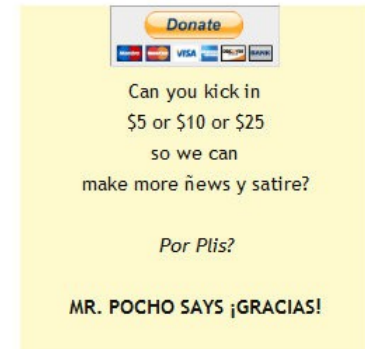 Donate
VISA
Can you kick in
$5 or $10 or $25
so we can
make more ñews y satire?
Por Plis?
MR. POCHO SAYS ¡GRACIAS!